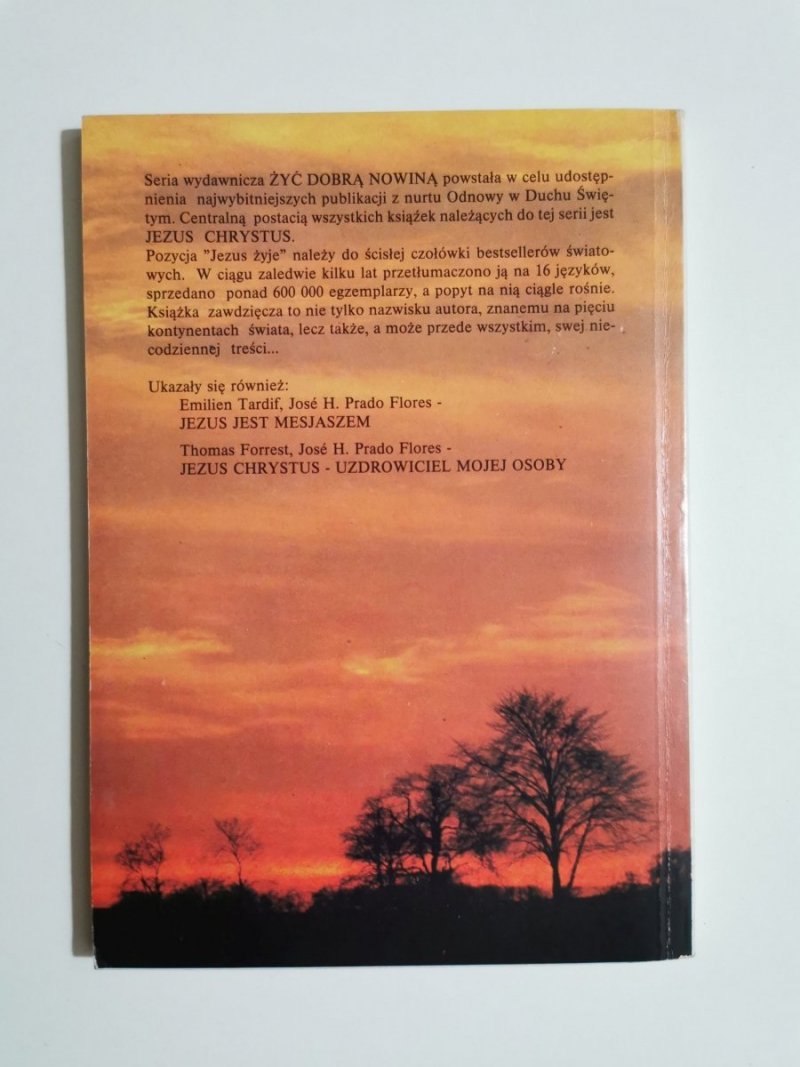 Seria wydawnicza ŻYĆ DOBRĄ NOWINĄ powstała w celu udostęp-
nienia najwybitniejszych publikacji z nurtu Odnowy w Duchu Świę-
tym. Centralną postacią wszystkich książek należących do tej serii jest
JEZUS CHRYSTUS.
Pozycja "Jezus żyje" należy do ścisłej czołówki bestsellerów świato-
wych. W ciągu zaledwie kilku lat przetłumaczono ją na 16 języków,
sprzedano ponad 600 000 egzemplarzy, a popyt na nią ciągle rośnie.
Książka zawdzięcza to nie tylko nazwisku autora, znanemu na pięciu
kontynentach świata, lecz także, a może przede wszystkim, swej nie-
codziennej treści...
Ukazały się również:
Emilien Tardif, José H. Prado Flores -
JEZUS JEST MESJASZEM
Thomas Forrest, José H. Prado Flores -
JEZUS CHRYSTUS - UZDROWICIEL MOJEJ OSOBY